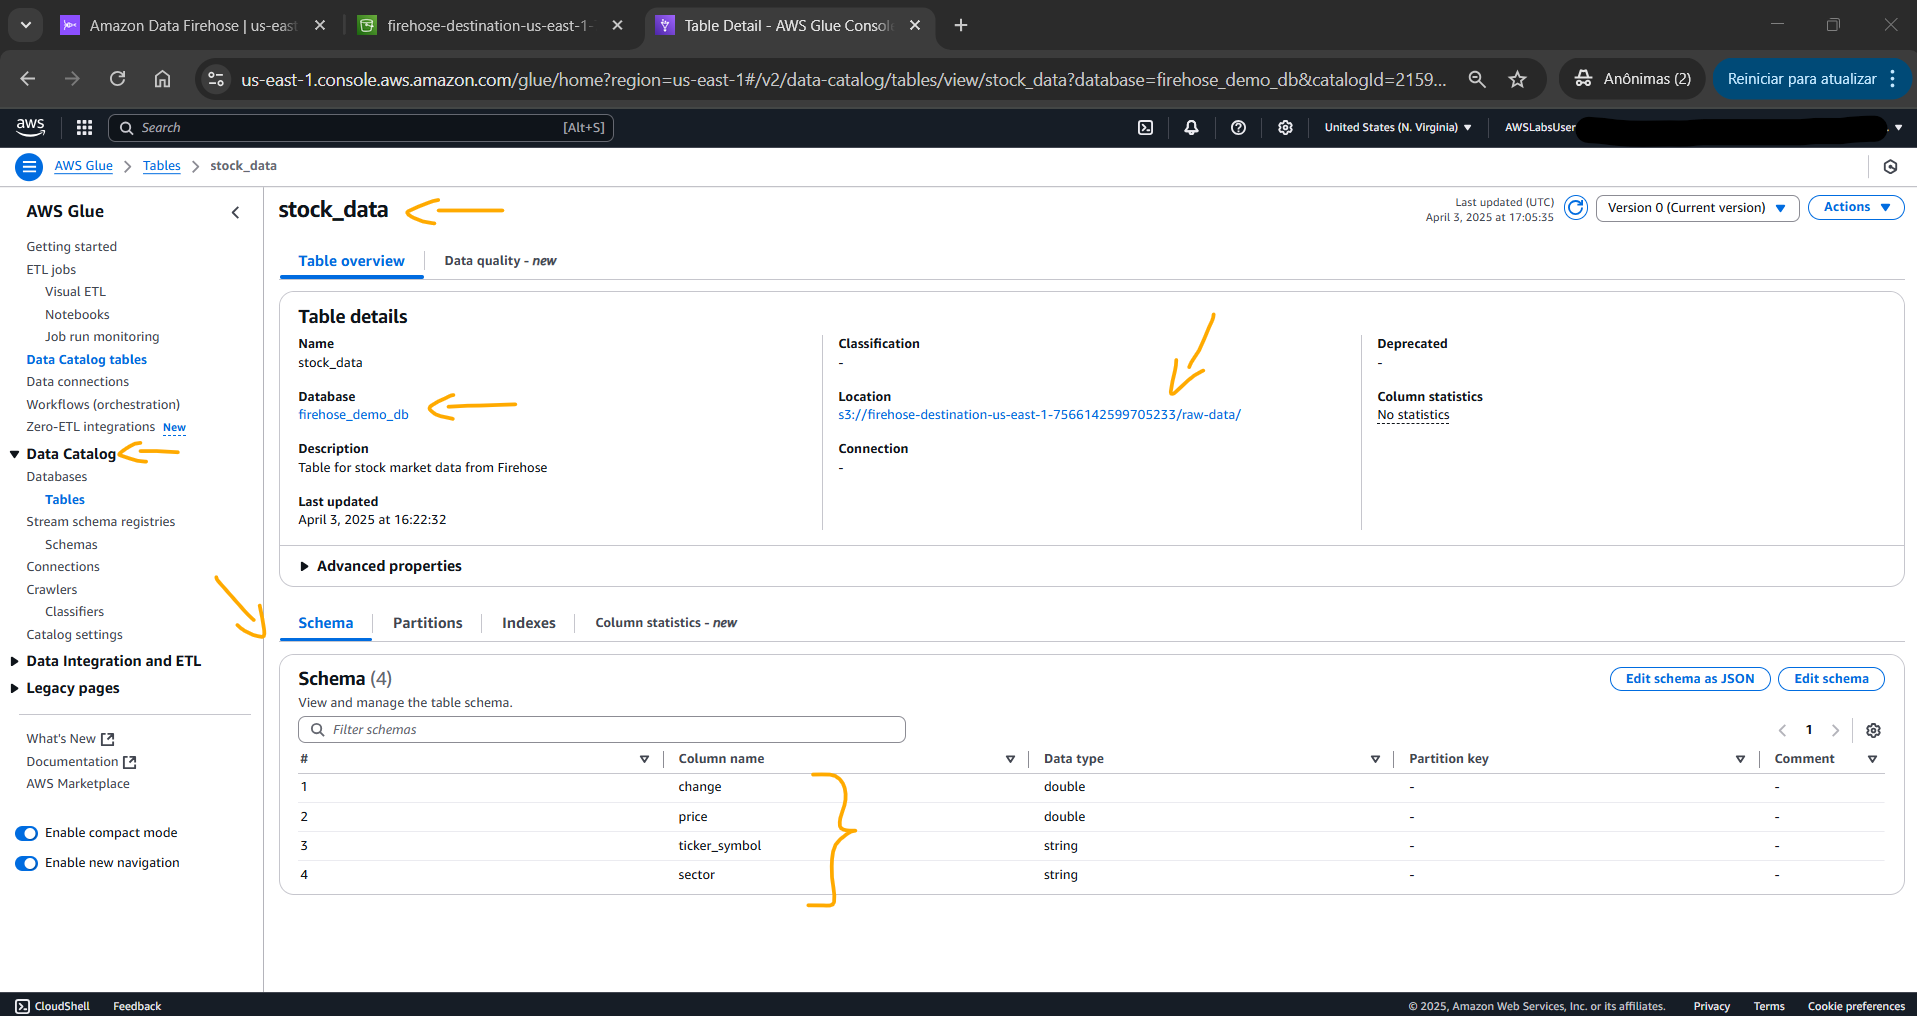 Amazon Data Firehose | us-east
firehose-destination-us-east-1-
Table Detail - AWS Glue Consol
us-east-1.console.aws.amazon.com/glue/home?region=us-east-1#/v2/data-catalog/tables/view/stock_data?database=firehose_demo_db&catalogId=2159...
Anônimas (2)
Reiniciar para atualizar
aws
Search
[Alt+S]
United States (N. Virginia)
AWSLabsUser
AWS Glue
Tables
stock_data
AWS Glue
Getting started
ETL jobs
Visual ETL
Notebooks
Job run monitoring
Data Catalog tables
Data connections
Workflows (orchestration)
Zero-ETL integrations New
Data Catalog
Databases
Tables
Stream schema registries
Schemas
Connections
Crawlers
Classifiers
Catalog settings
Data Integration and ETL
Legacy pages
What's New
Documentation
AWS Marketplace
Enable compact mode
Enable new navigation
stock_data
Last updated (UTC)
April 3, 2025 at 17:05:35
Version 0 (Current version)
Actions
Table overview
Data quality - new
Table details
Name
stock_data
Database
firehose_demo_db
Description
Table for stock market data from Firehose
Last updated
April 3, 2025 at 16:22:32
Classification
-
Location
s3://firehose-destination-us-east-1-7566142599705233/raw-data/
Connection
-
Deprecated
-
Column statistics
No statistics
Advanced properties
Schema
Partitions
Indexes
Column statistics - new
Schema (4)
View and manage the table schema.
Edit schema as JSON
Edit schema
Filter schemas
1
# Column name Data type Partition key Comment
1 change double - -
2 price double - -
3 ticker_symbol string - -
4 sector string - -
CloudShell
Feedback
© 2025, Amazon Web Services, Inc. or its affiliates.
Privacy
Terms
Cookie preferences